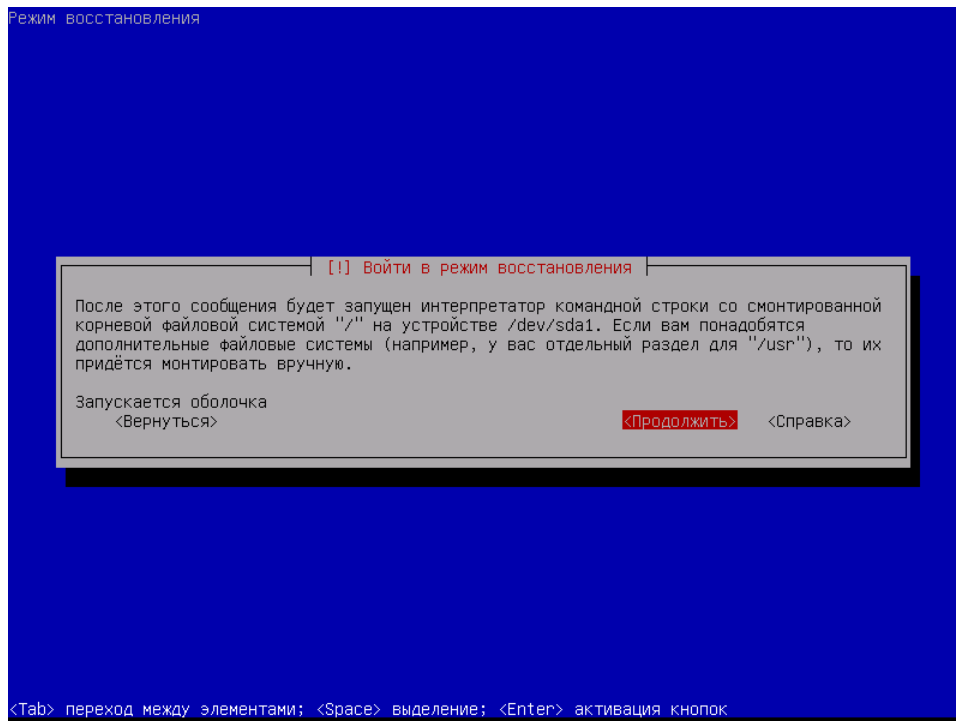 Режим восстановления
[!] Войти в режим восстановления
После этого сообщения будет запущен интерпретатор командной строки со смонтированной
корневой файловой системой "/" на устройстве /dev/sda1. Если вам понадобятся
дополнительные файловые системы (например, у вас отдельный раздел для "/usr"), то их
придётся монтировать вручную.
Запускается оболочка
<Вернуться> <Продолжить> <Справка>
<Tab> переход между элементами; <Space> выделение; <Enter> активация кнопок